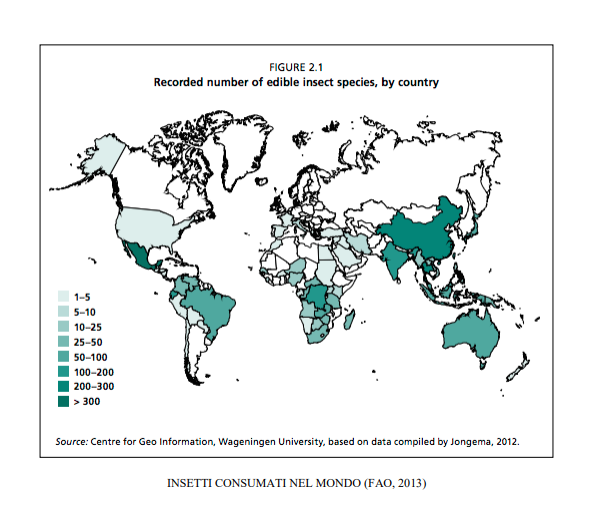 FIGURE 2.1
Recorded number of edible insect species, by country
1–5
5–10
10–25
25–50
50–100
100–200
200–300
> 300
Source: Centre for Geo Information, Wageningen University, based on data compiled by Jongema, 2012.
INSETTI CONSUMATI NEL MONDO (FAO, 2013)